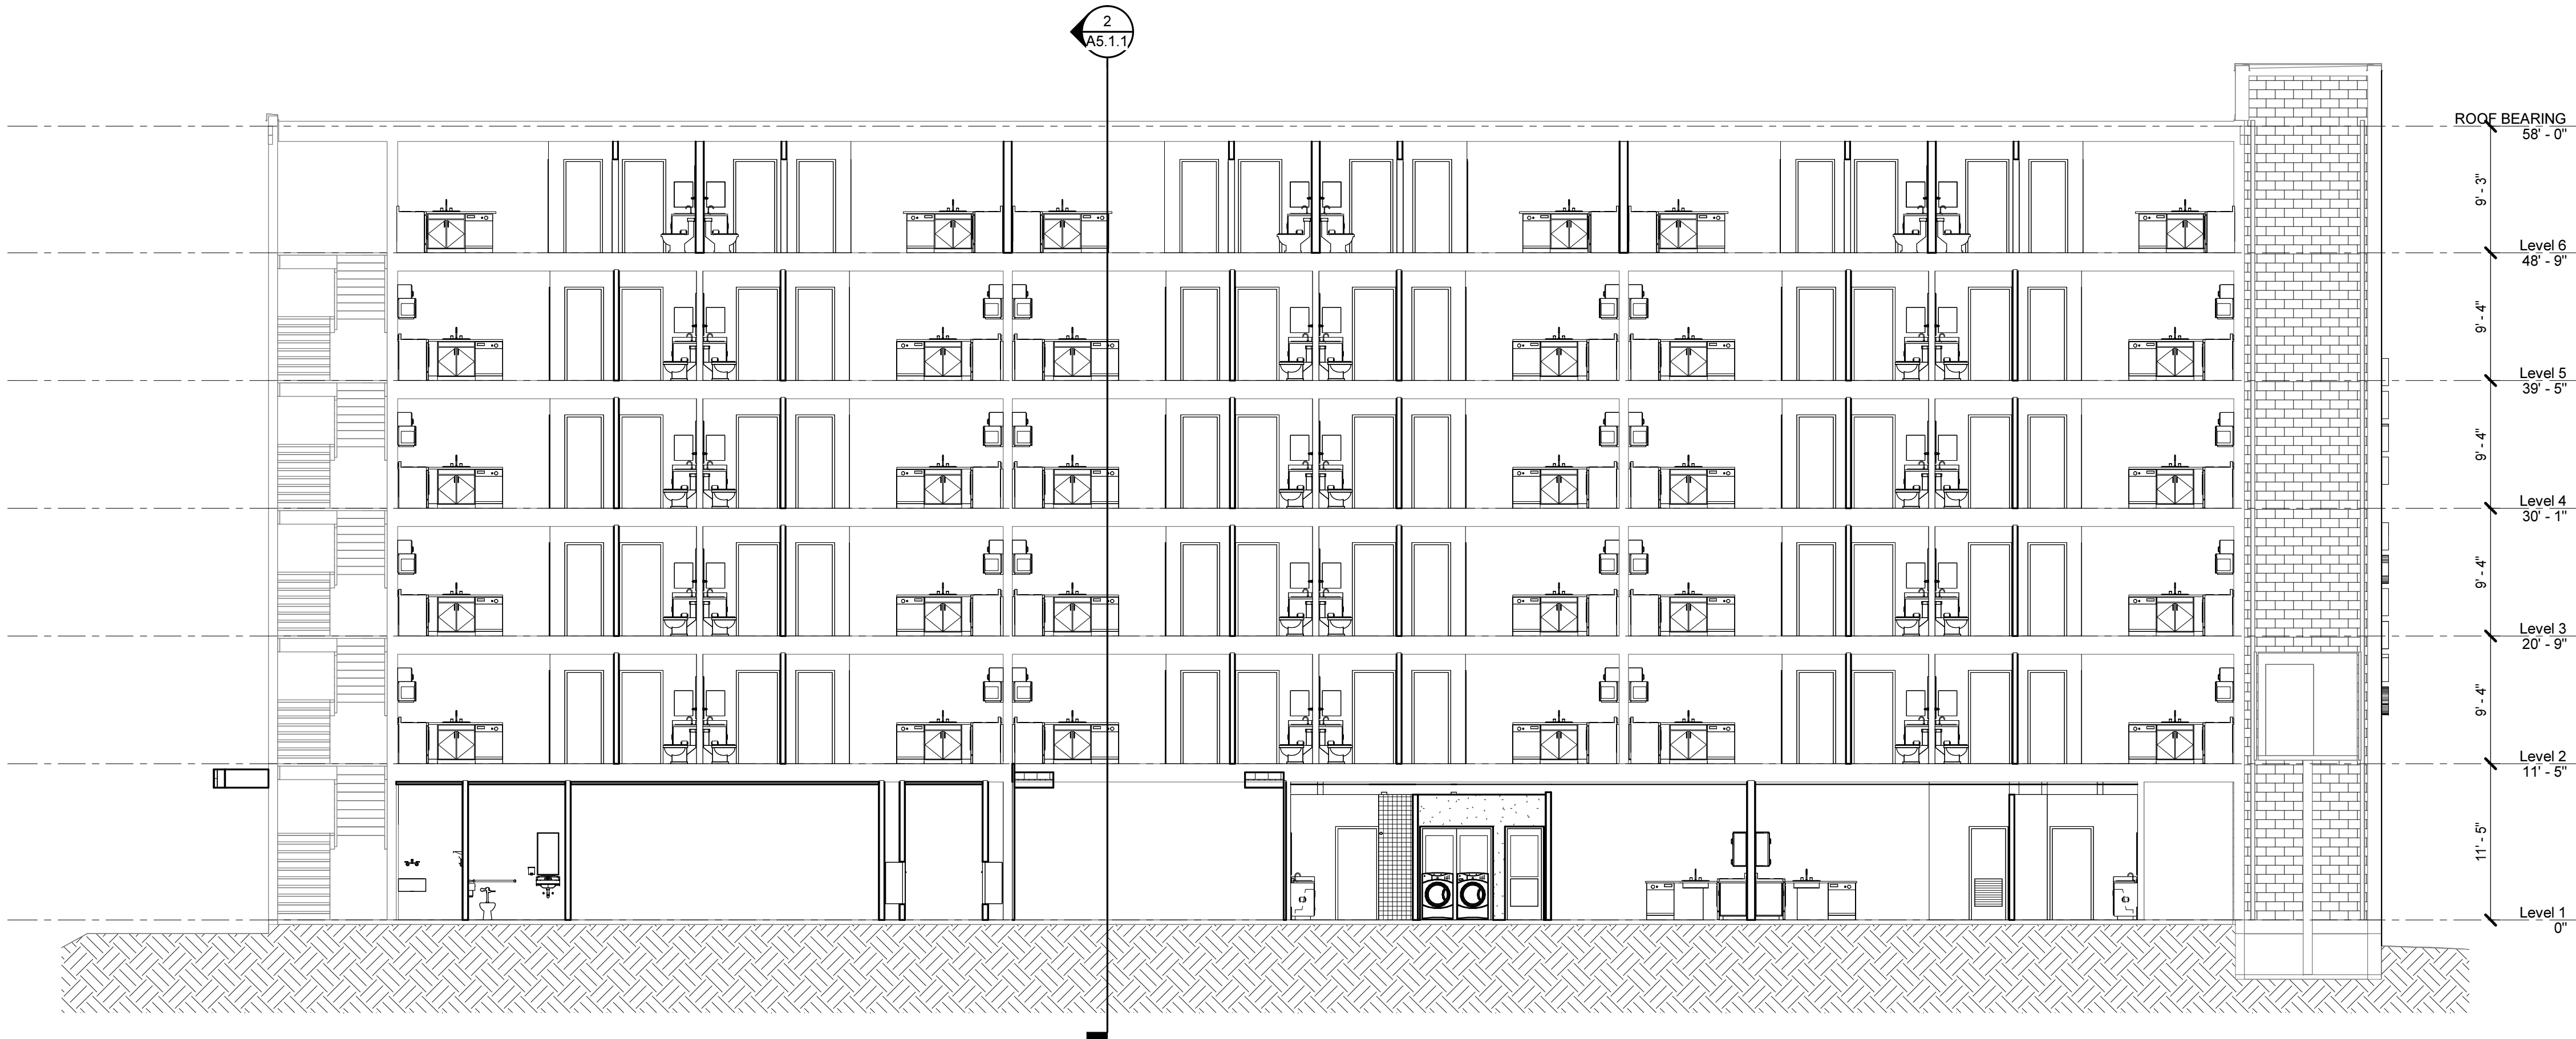 2
A5.1.1
ROOF BEARING
58' - 0"
9' - 3"
Level 6
48' - 9"
9' - 4"
Level 5
39' - 5"
9' - 4"
Level 4
30' - 1"
9' - 4"
Level 3
20' - 9"
9' - 4"
Level 2
11' - 5"
11' - 5"
Level 1
0"